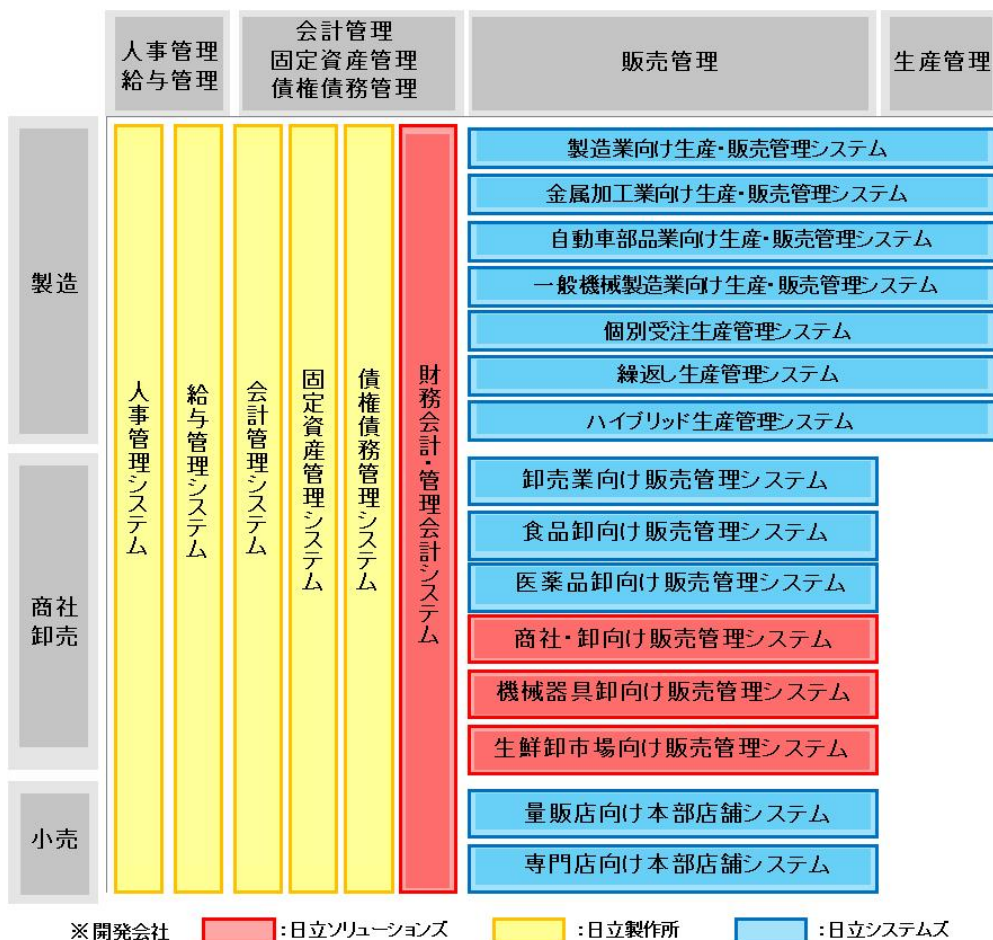 人事管理
給与管理
会計管理
固定資産管理
債権債務管理
販売管理
生産管理
製造
商社
卸売
小売
人事管理システム
給与管理システム
会計管理システム
固定資産管理システム
債権債務管理システム
財務会計・管理会計システム
製造業向け生産・販売管理システム
金属加工業向け生産・販売管理システム
自動車部品業向け生産・販売管理システム
一般機械製造業向け生産・販売管理システム
個別受注生産管理システム
繰返し生産管理システム
ハイブリッド生産管理システム
卸売業向け販売管理システム
食品卸向け販売管理システム
医薬品卸向け販売管理システム
商社・卸向け販売管理システム
機械器具卸向け販売管理システム
生鮮卸市場向け販売管理システム
量販店向け本部店舗システム
専門店向け本部店舗システム
※開発会社 :日立ソリューションズ :日立製作所 :日立システムズ